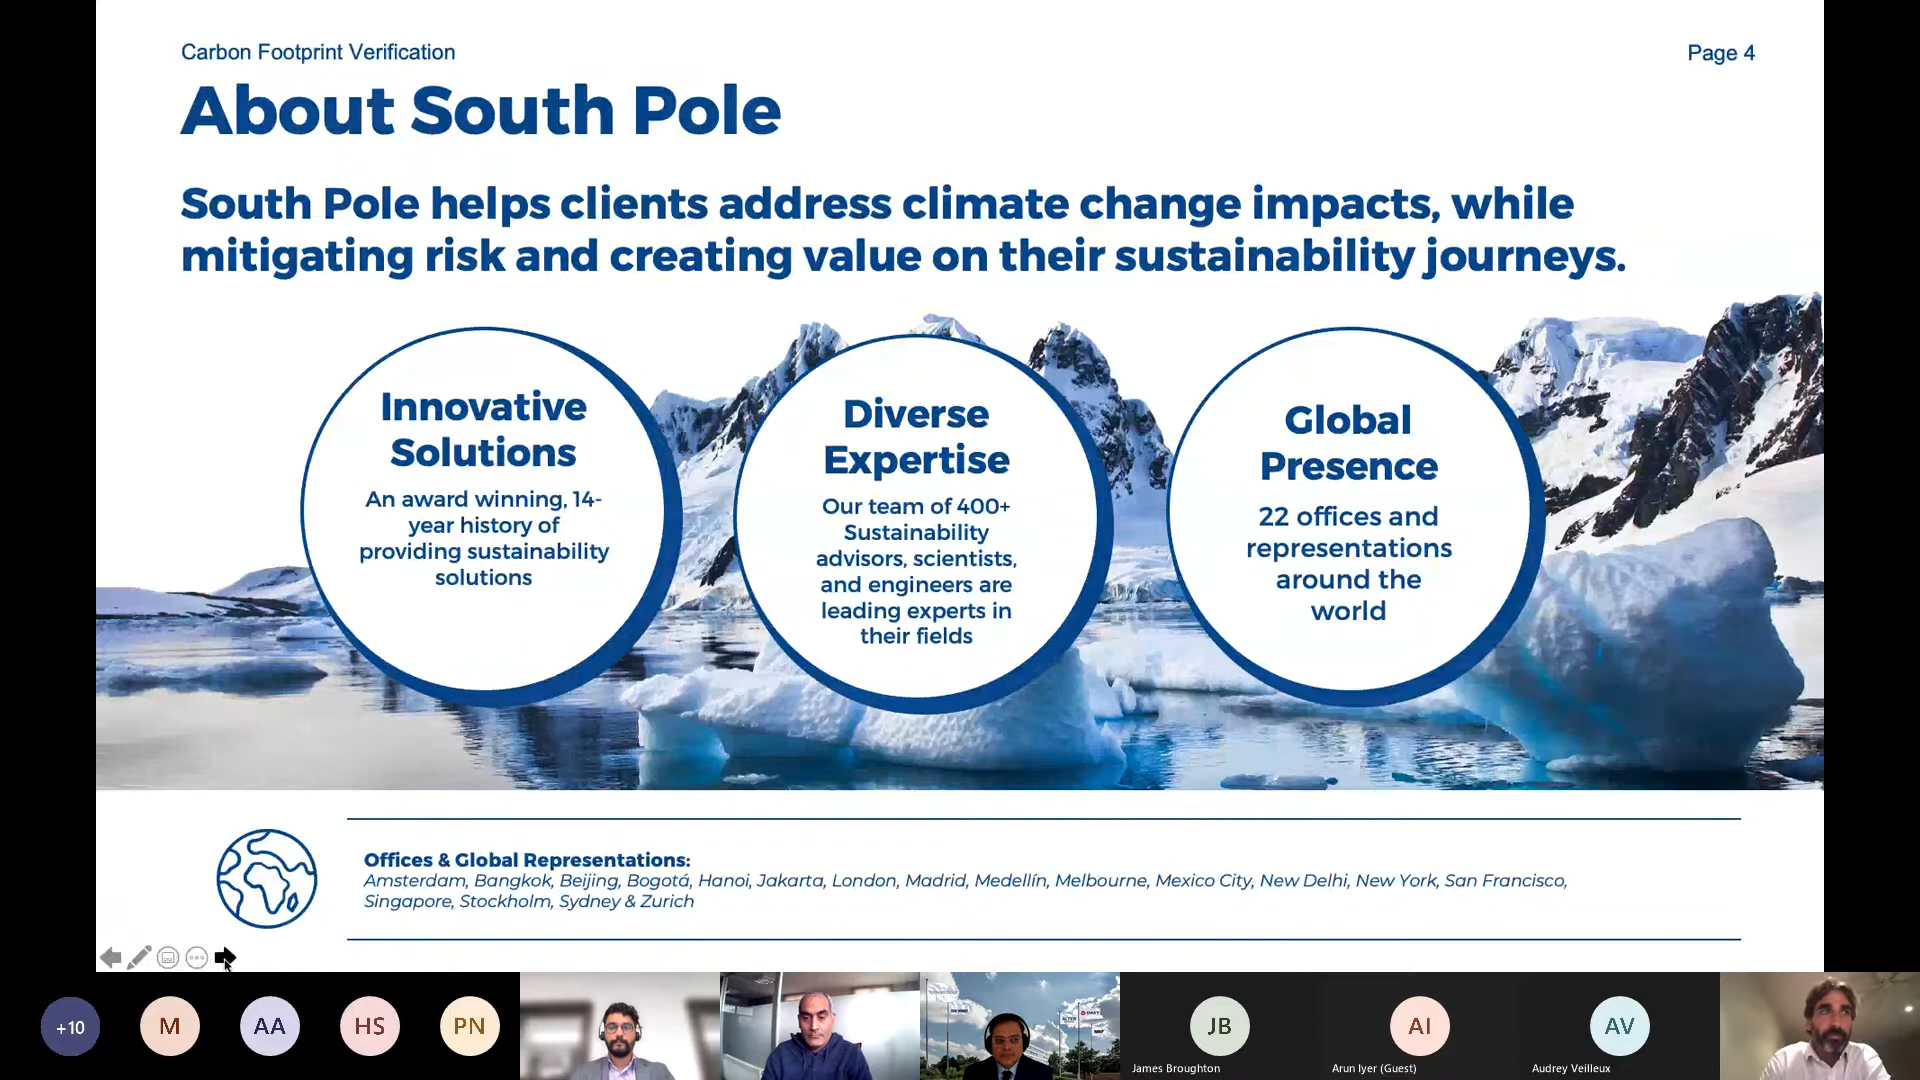 Carbon Footprint Verification
Page 4
About South Pole
South Pole helps clients address climate change impacts, while
mitigating risk and creating value on their sustainability journeys.
Innovative
Solutions
An award winning, 14-
year history of
providing sustainability
solutions
Diverse
Expertise
Our team of 400+
Sustainability
advisors, scientists,
and engineers are
leading experts in
their fields
Global
Presence
22 offices and
representations
around the
world
Offices & Global Representations:
Amsterdam, Bangkok, Beijing, Bogotá, Hanoi, Jakarta, London, Madrid, Medellín, Melbourne, Mexico City, New Delhi, New York, San Francisco,
Singapore, Stockholm, Sydney & Zurich
+10
M
AA
HS
PN
JB
James Broughton
AI
Arun Iyer (Guest)
AV
Audrey Veilleux